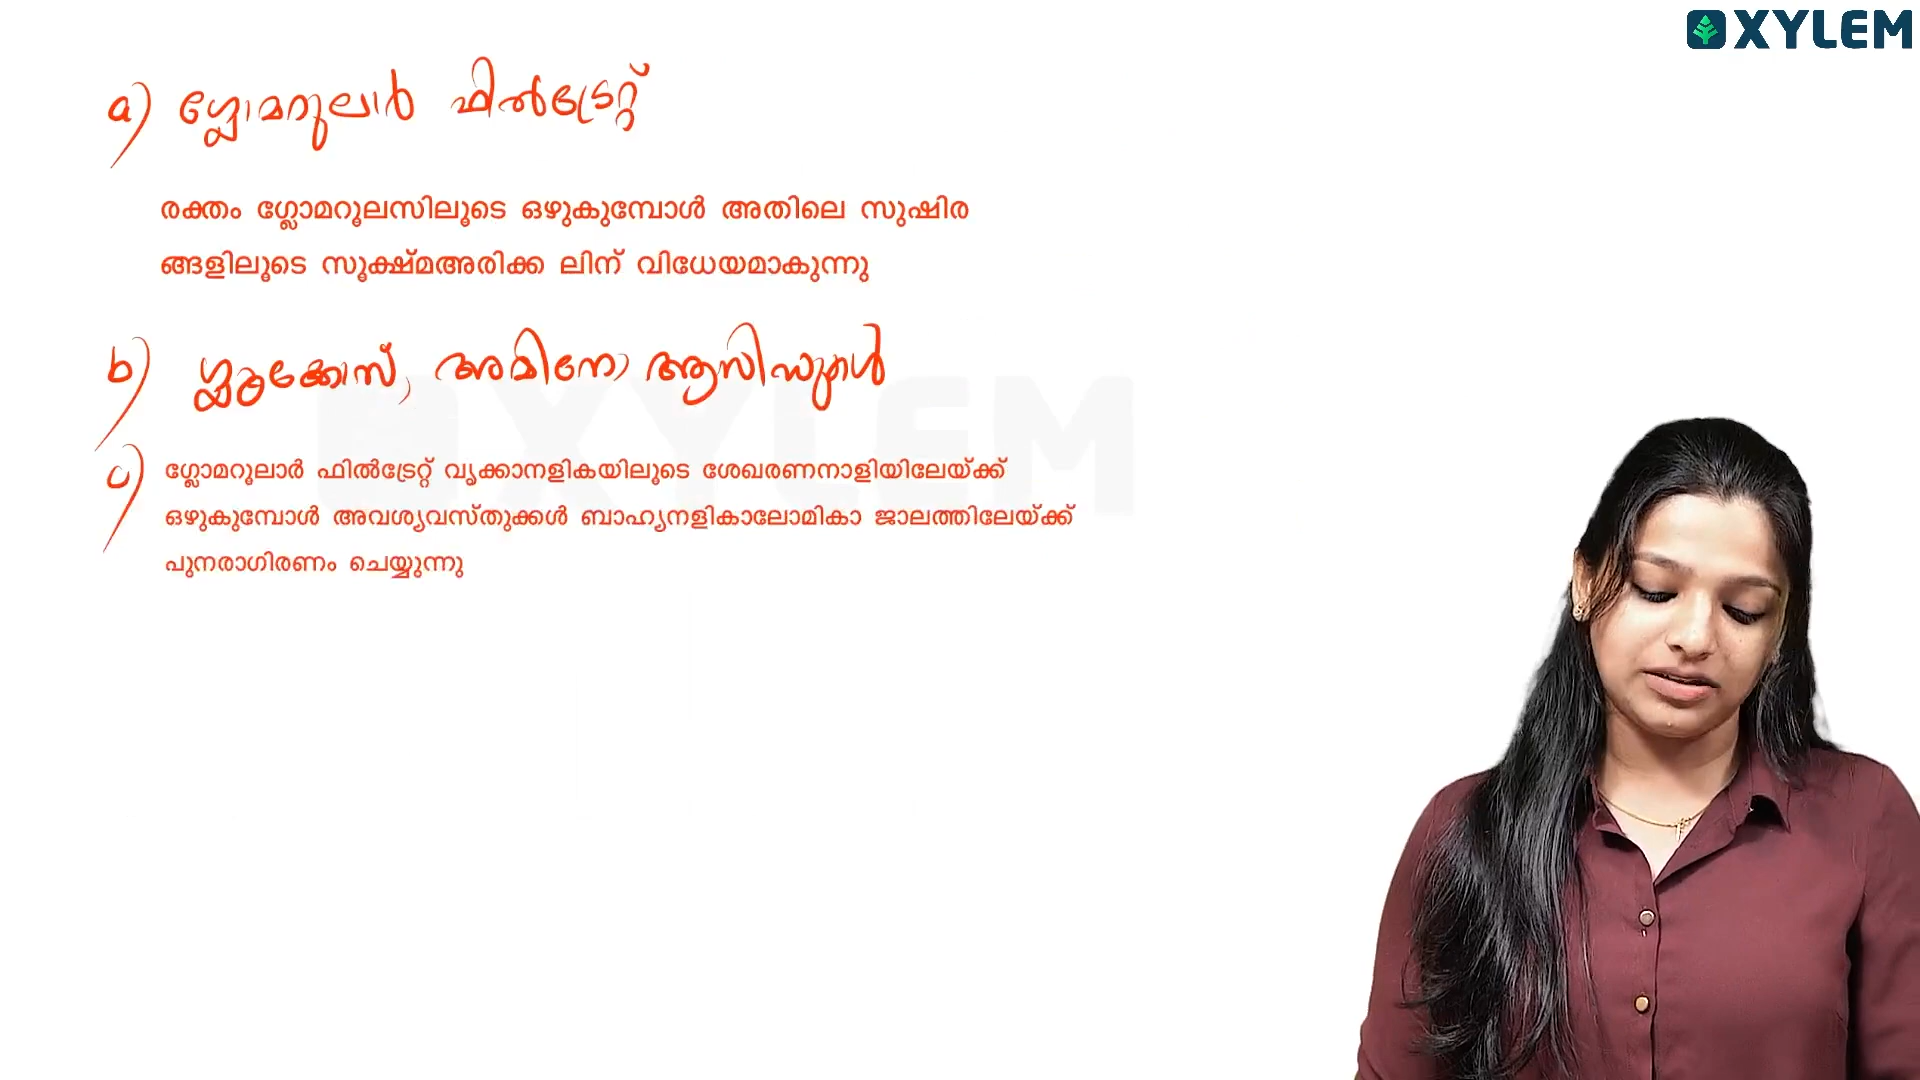 XYLEM
a) ഗ്ലോമറുലാർ ഫിൽട്രേറ്റ്
രക്തം ഗ്ലോമറൂലസിലൂടെ ഒഴുകുമ്പോൾ അതിലെ സുഷിര
ങ്ങളിലൂടെ സൂക്ഷ്മഅരിക്ക ലിന് വിധേയമാകുന്നു
b) ഗ്ലൂക്കോസ്, അമിനോ ആസിഡുകൾ
XYLEM
c) ഗ്ലോമറൂലാർ ഫിൽട്രേറ്റ് വൃക്കാനളികയിലൂടെ ശേഖരണനാളിയിലേയ്ക്ക്
ഒഴുകുമ്പോൾ അവശ്യവസ്തുക്കൾ ബാഹ്യനളികാലോമികാ ജാലത്തിലേയ്ക്ക്
പുനരാഗിരണം ചെയ്യുന്നു